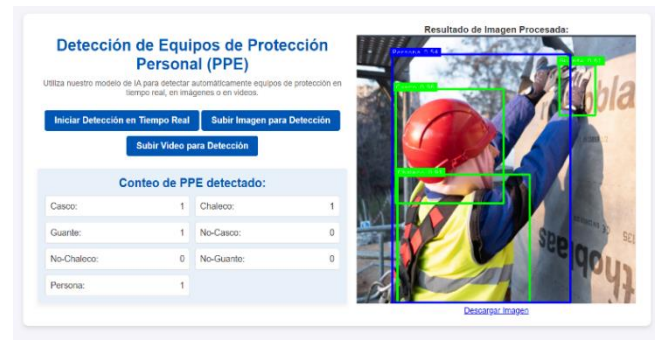 Detección de Equipos de Protección
Personal (PPE)
Utiliza nuestro modelo de IA para detectar automáticamente equipos de protección en
tiempo real, en imágenes o en videos.
Iniciar Detección en Tiempo Real
Subir Imagen para Detección
Subir Video para Detección
Conteo de PPE detectado:
Casco: 1
Chaleco: 1
Guante: 1
No-Casco: 0
No-Chaleco: 0
No-Guante: 0
Persona: 1
Resultado de Imagen Procesada:
Persona
thoblas
Descargar Imagen